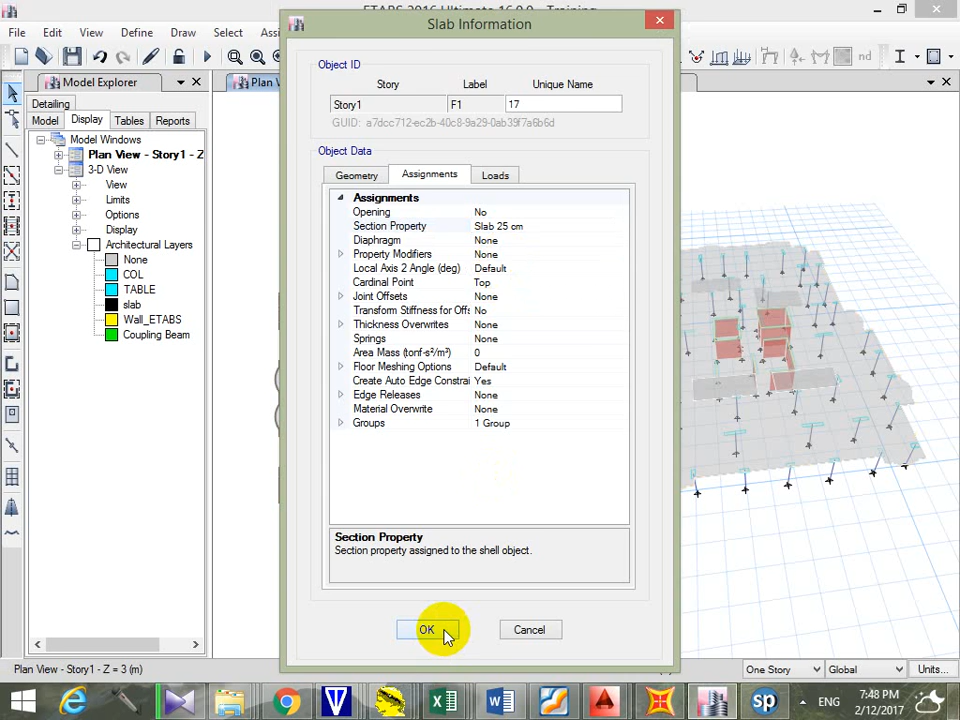 ETABS 2016 Ultimate 16.0.0 - Training
Slab Information
File Edit View Define Draw Select
nd
Model Explorer
Plan V
Detailing
Model Display Tables Reports
Model Windows
Plan View - Story1 - Z
3-D View
View
Limits
Options
Display
Architectural Layers
None
COL
TABLE
slab
Wall_ETABS
Coupling Beam
Object ID
Story Label Unique Name
Story1 F1 17
GUID: a7dcc712-ec2b-40c8-9a29-0ab39f7a6b6d
Object Data
Geometry Assignments Loads
Assignments
Opening No
Section Property Slab 25 cm
Diaphragm None
Property Modifiers None
Local Axis 2 Angle (deg) Default
Cardinal Point Top
Joint Offsets None
Transform Stiffness for Offs No
Thickness Overwrites None
Springs None
Area Mass (tonf-s²/m³) 0
Floor Meshing Options Default
Create Auto Edge Constrai Yes
Edge Releases None
Material Overwrite None
Groups 1 Group
Section Property
Section property assigned to the shell object.
OK Cancel
Plan View - Story1 - Z = 3 (m)
One Story Global Units...
ENG
7:48 PM
2/12/2017